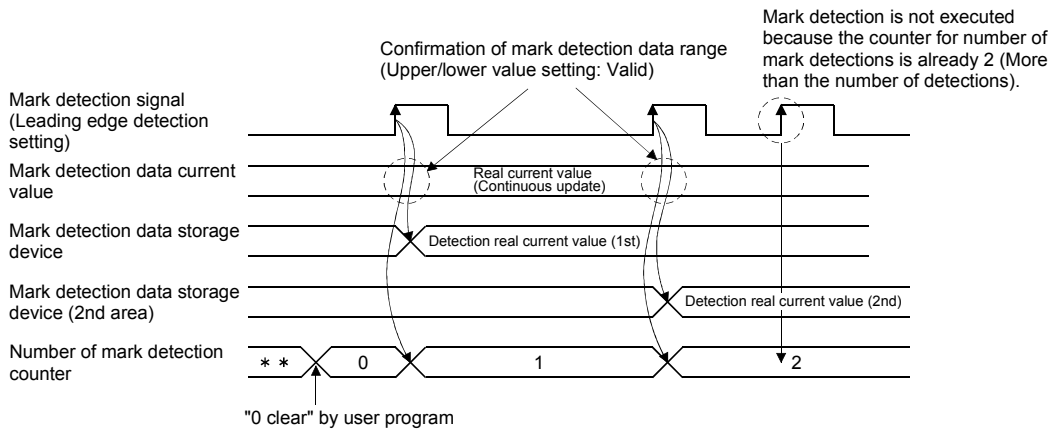 Mark detection is not executed
because the counter for number of
mark detections is already 2 (More
than the number of detections).
Confirmation of mark detection data range
(Upper/lower value setting: Valid)
Mark detection signal
(Leading edge detection
setting)
Mark detection data current
value
Real current value
(Continuous update)
Mark detection data storage
device
Detection real current value (1st)
Mark detection data storage
device (2nd area)
Detection real current value (2nd)
Number of mark detection
counter
* *
0
1
2
"0 clear" by user program